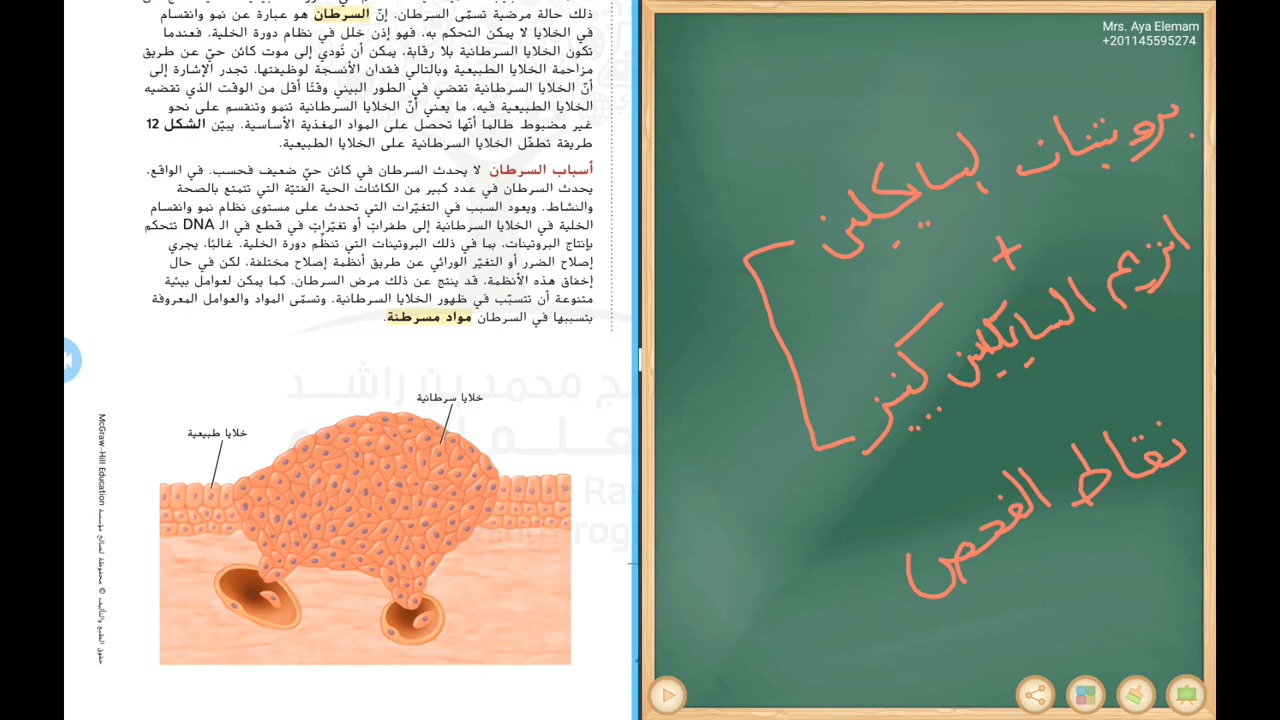 ذلك حالة مرضية تسمّى السرطان. إنّ السرطان هو عبارة عن نمو وانقسام
في الخلايا لا يمكن التحكم به، فهو إذن خلل في نظام دورة الخلية. فعندما
تكون الخلايا السرطانية بلا رقابة، يمكن أن تُودي إلى موت كائن حيّ عن طريق
مزاحمة الخلايا الطبيعية وبالتالي فقدان الأنسجة لوظيفتها. تجدر الإشارة إلى
أنّ الخلايا السرطانية تقضي في الطور البيني وقتًا أقل من الوقت الذي تقضيه
الخلايا الطبيعية فيه، ما يعني أنّ الخلايا السرطانية تنمو وتنقسم على نحو
غير مضبوط طالما أنّها تحصل على المواد المغذية الأساسية. يبيّن الشكل 12
طريقة تطفّل الخلايا السرطانية على الخلايا الطبيعية.
أسباب السرطان لا يحدث السرطان في كائن حيّ ضعيف فحسب. في الواقع،
يحدث السرطان في عدد كبير من الكائنات الحية الفتيّة التي تتمتع بالصحة
والنشاط. ويعود السبب في التغيّرات التي تحدث على مستوى نظام نمو وانقسام
الخلية في الخلايا السرطانية إلى طفراتٍ أو تغيّراتٍ في قطع في الـ DNA تتحكم
بإنتاج البروتينات، بما في ذلك البروتينات التي تنظّم دورة الخلية. غالبًا، يجري
إصلاح الضرر أو التغيّر الوراثي عن طريق أنظمة إصلاح مختلفة. لكن في حال
إخفاق هذه الأنظمة، قد ينتج عن ذلك مرض السرطان. كما يمكن لعوامل بيئية
متنوعة أن تتسبّب في ظهور الخلايا السرطانية. وتسمّى المواد والعوامل المعروفة
بتسببها في السرطان مواد مسرطنة.
خلايا سرطانية
خلايا طبيعية
حقوق الطبع والتأليف © محفوظة لصالح مؤسسة McGraw-Hill Education
Mrs. Aya Elemam
+201145595274
بروتينات السايكلين
+
انزيم السايكلين كينيز
نقاط الفحص